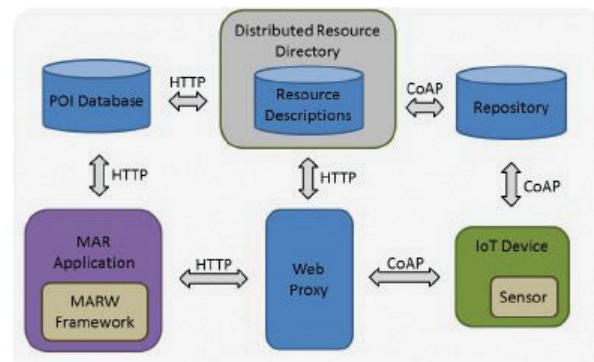 Distributed Resource
Directory
POI Database
HTTP
Resource
Descriptions
CoAP
Repository
HTTP
HTTP
CoAP
MAR
Application
MARW
Framework
HTTP
Web
Proxy
CoAP
IoT Device
Sensor